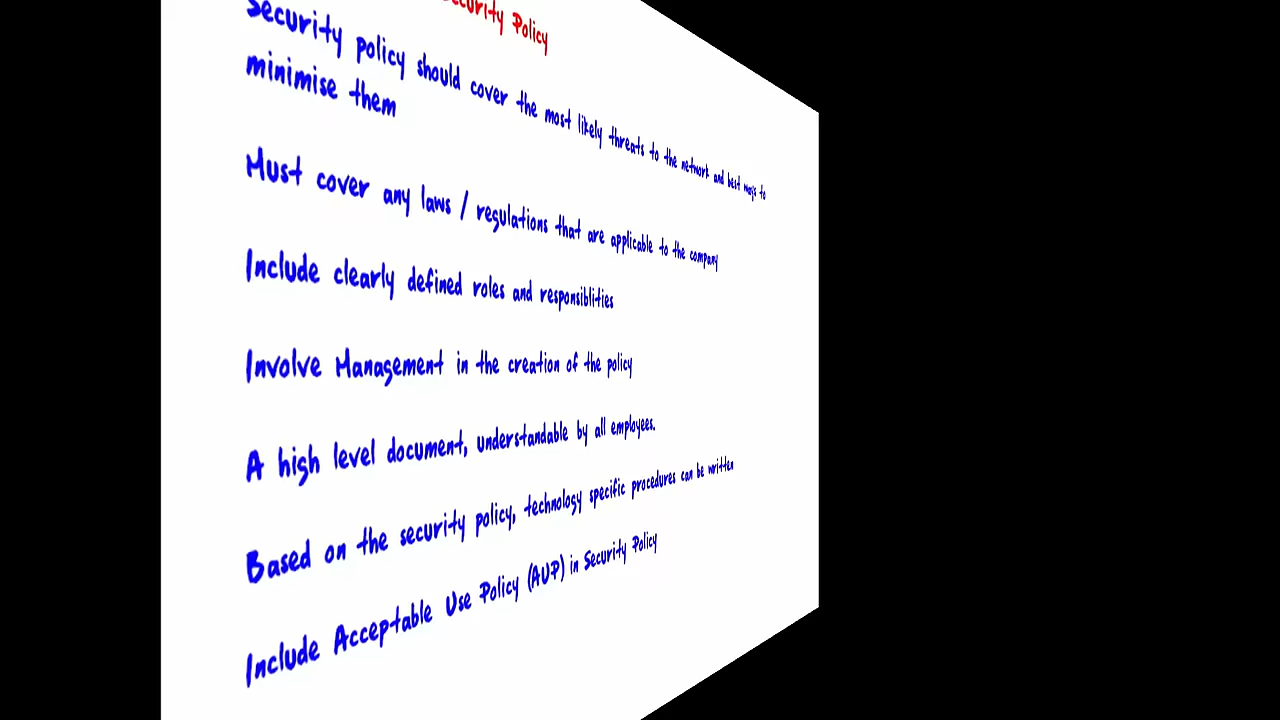 Security Policy
Security policy should cover the most likely threats to the network and best ways to
minimise them
Must cover any laws / regulations that are applicable to the company
Include clearly defined roles and responsiblities
Involve Management in the creation of the policy
A high level document, understandable by all employees.
Based on the security policy, technology specific procedures can be written
Include Acceptable Use Policy (AUP) in Security Policy